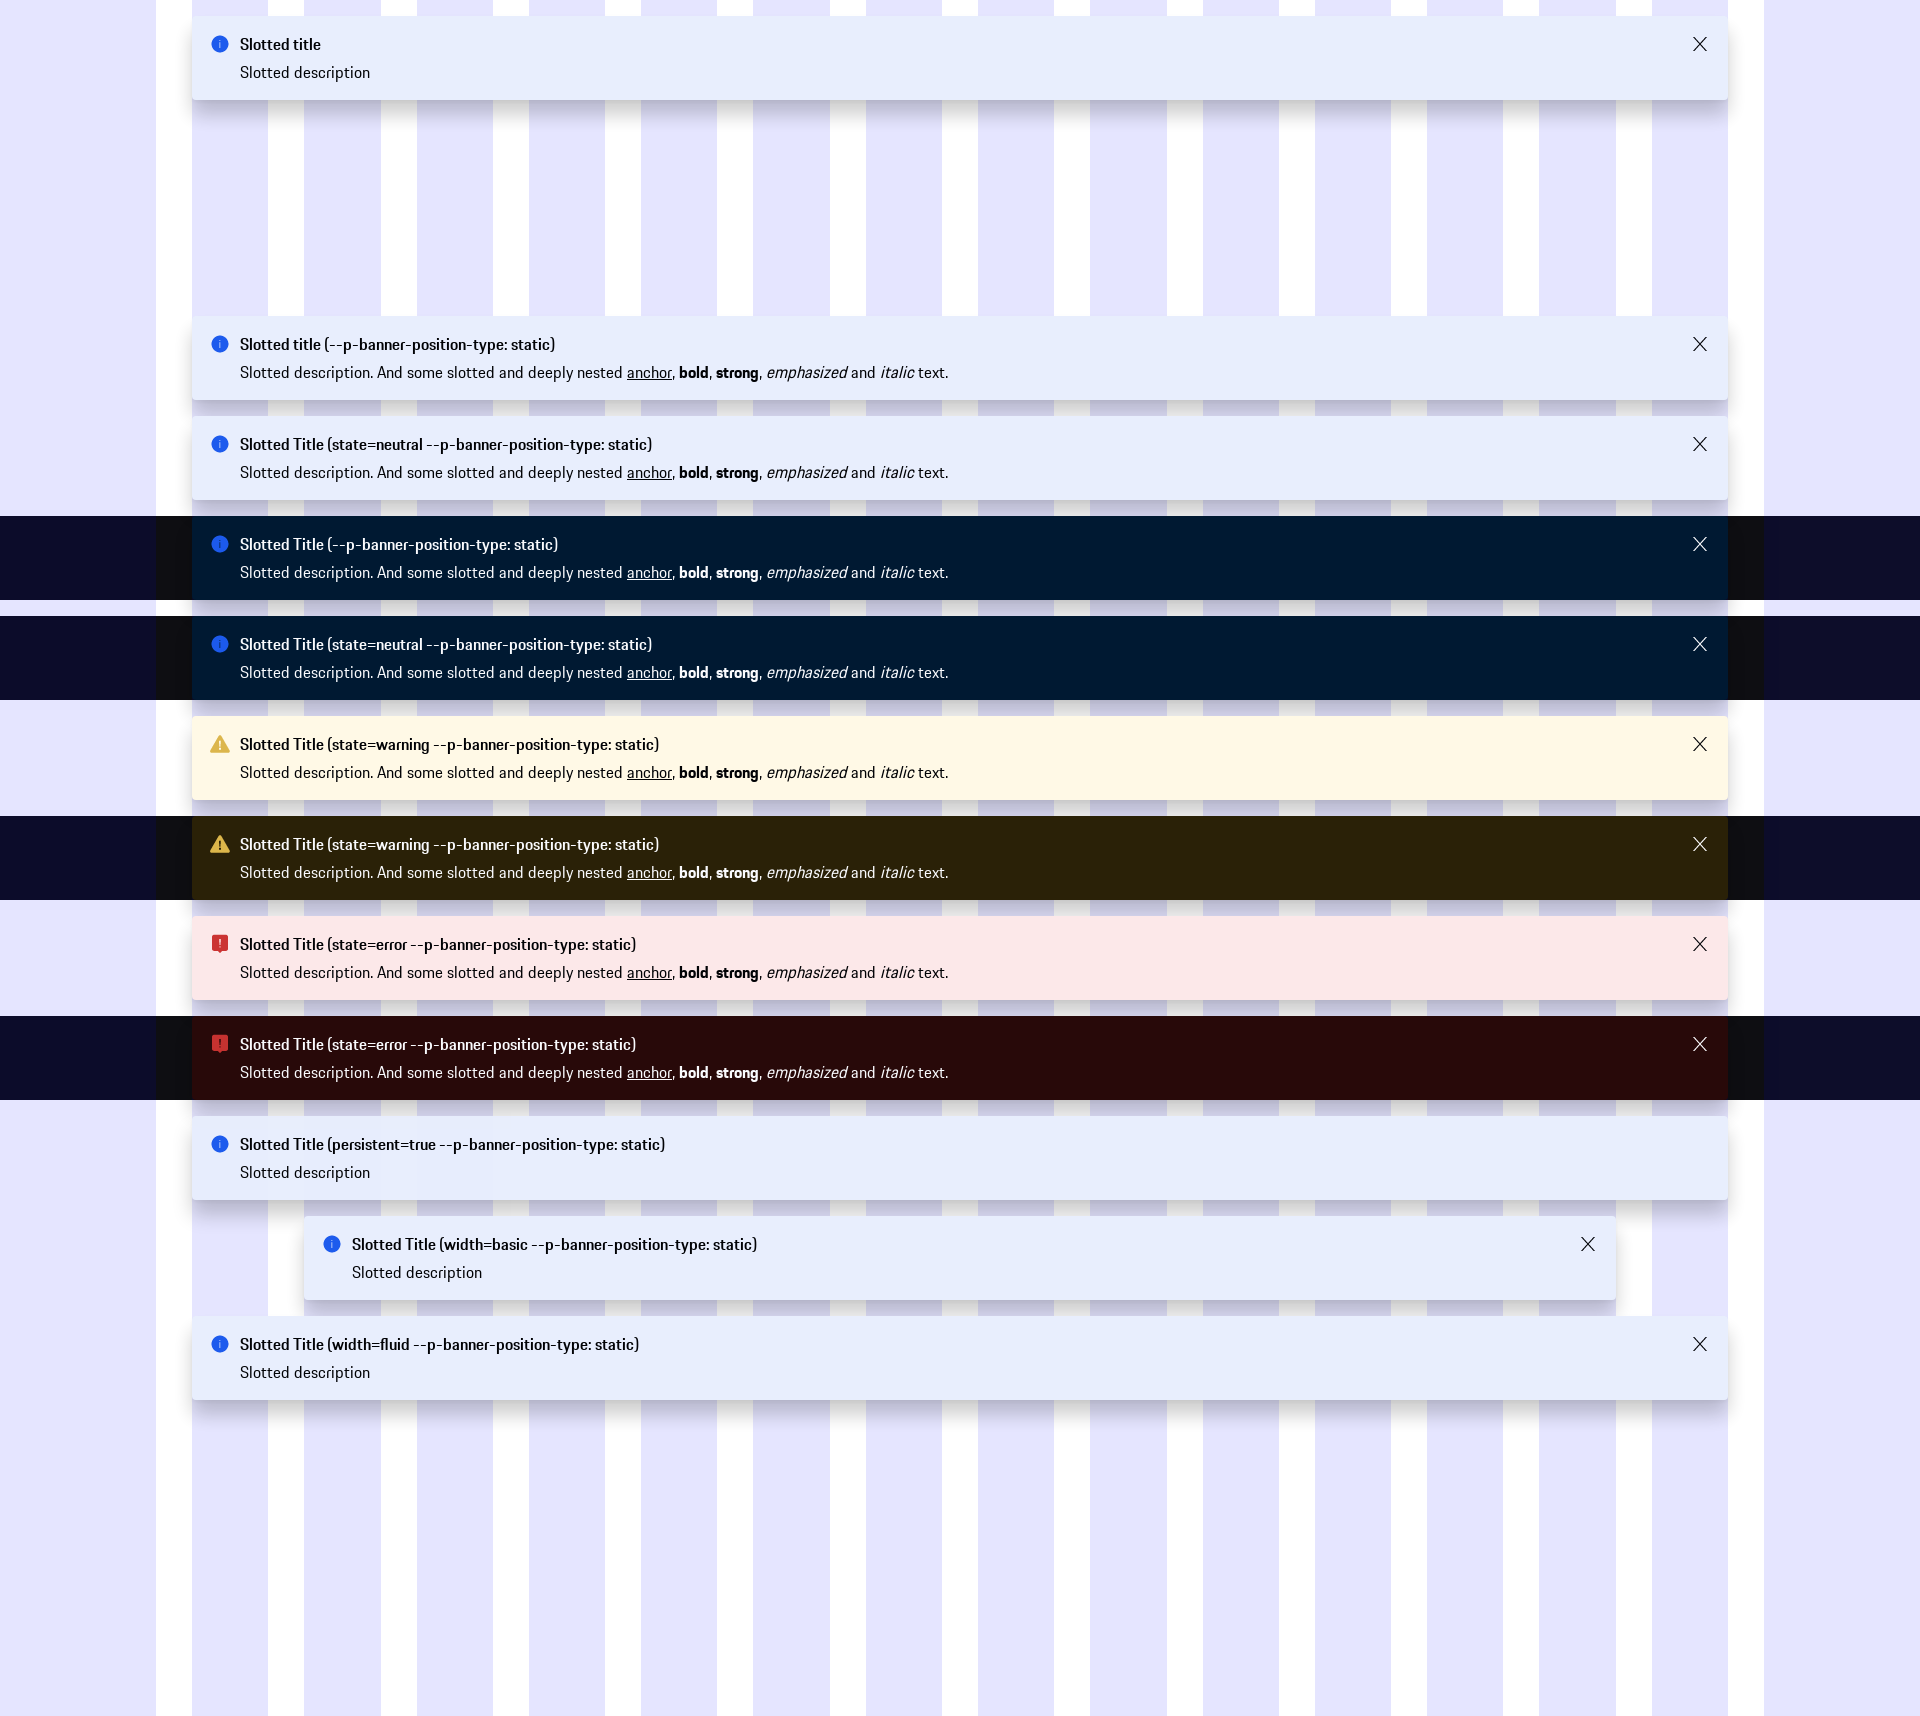 Slotted title
Slotted description
Slotted title (--p-banner-position-type: static)
Slotted description. And some slotted and deeply nested anchor, bold, strong, emphasized and italic text.
Slotted Title (state=neutral --p-banner-position-type: static)
Slotted description. And some slotted and deeply nested anchor, bold, strong, emphasized and italic text.
Slotted Title (--p-banner-position-type: static)
Slotted description. And some slotted and deeply nested anchor, bold, strong, emphasized and italic text.
Slotted Title (state=neutral --p-banner-position-type: static)
Slotted description. And some slotted and deeply nested anchor, bold, strong, emphasized and italic text.
Slotted Title (state=warning --p-banner-position-type: static)
Slotted description. And some slotted and deeply nested anchor, bold, strong, emphasized and italic text.
Slotted Title (state=warning --p-banner-position-type: static)
Slotted description. And some slotted and deeply nested anchor, bold, strong, emphasized and italic text.
Slotted Title (state=error --p-banner-position-type: static)
Slotted description. And some slotted and deeply nested anchor, bold, strong, emphasized and italic text.
Slotted Title (state=error --p-banner-position-type: static)
Slotted description. And some slotted and deeply nested anchor, bold, strong, emphasized and italic text.
Slotted Title (persistent=true --p-banner-position-type: static)
Slotted description
Slotted Title (width=basic --p-banner-position-type: static)
Slotted description
Slotted Title (width=fluid --p-banner-position-type: static)
Slotted description